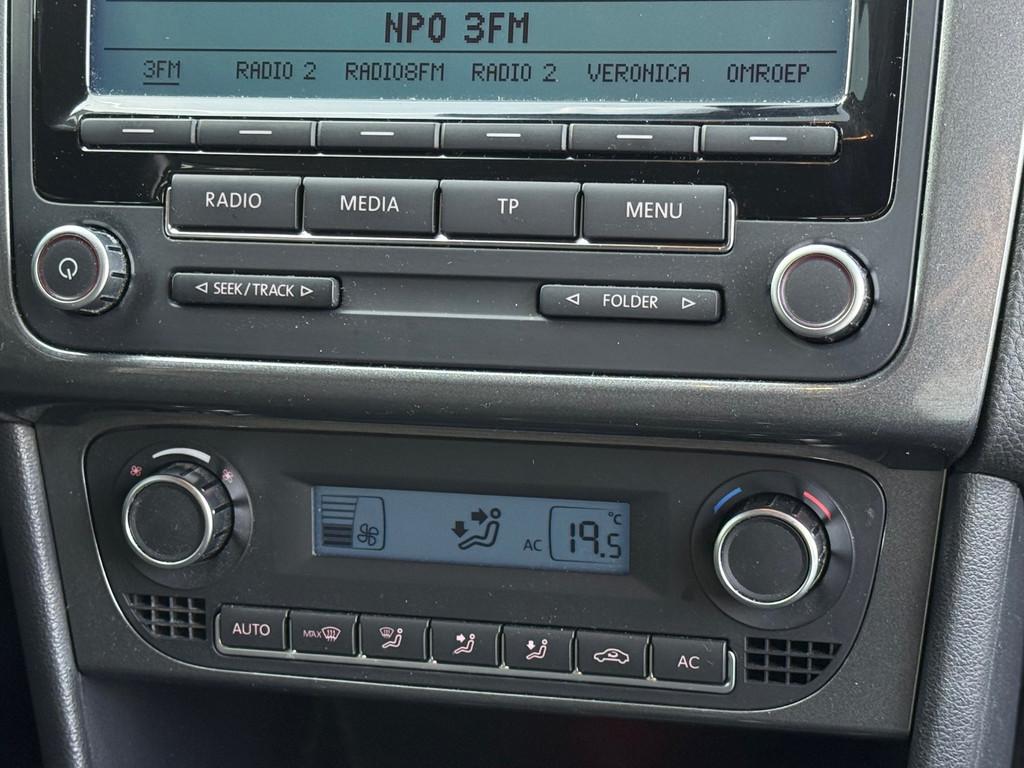 NPO 3FM
3FM RADIO 2 RADIO8FM RADIO 2 VERONICA OMROEP
RADIO MEDIA TP MENU
SEEK/TRACK FOLDER
AC 19.5 °C
AUTO MAX AC